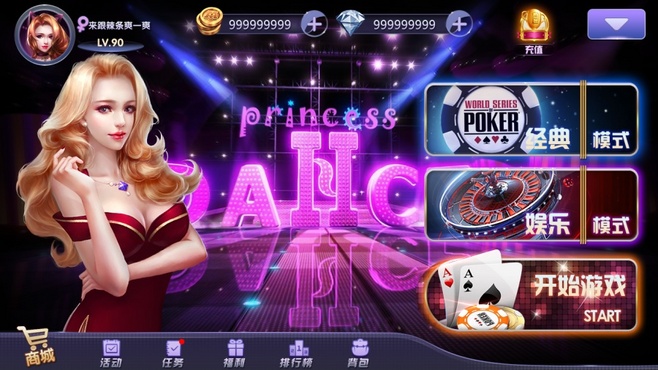 来跟辣条爽一爽
LV.90
999999999
999999999
充值
princess
DANCE
II
WORLD SERIES
POKER
经典 模式
娱乐 模式
A A
开始游戏
START
商城
活动
任务
福利
排行榜
背包